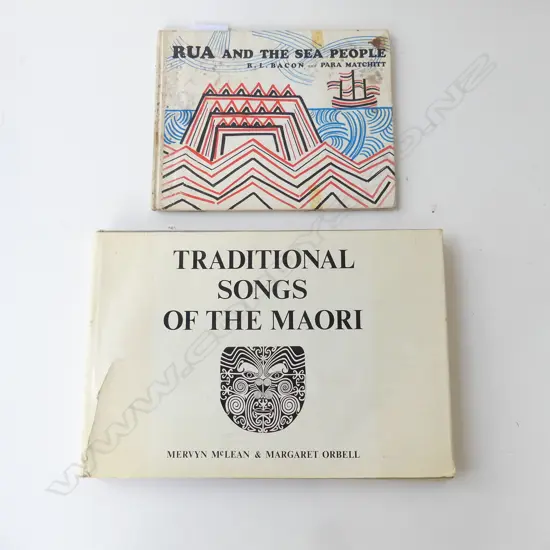 RUA AND THE SEA PEOPLE
R. L. BACON and PARA MATCHITT
TRADITIONAL
SONGS
OF THE MAORI
MERVYN McLEAN & MARGARET ORBELL